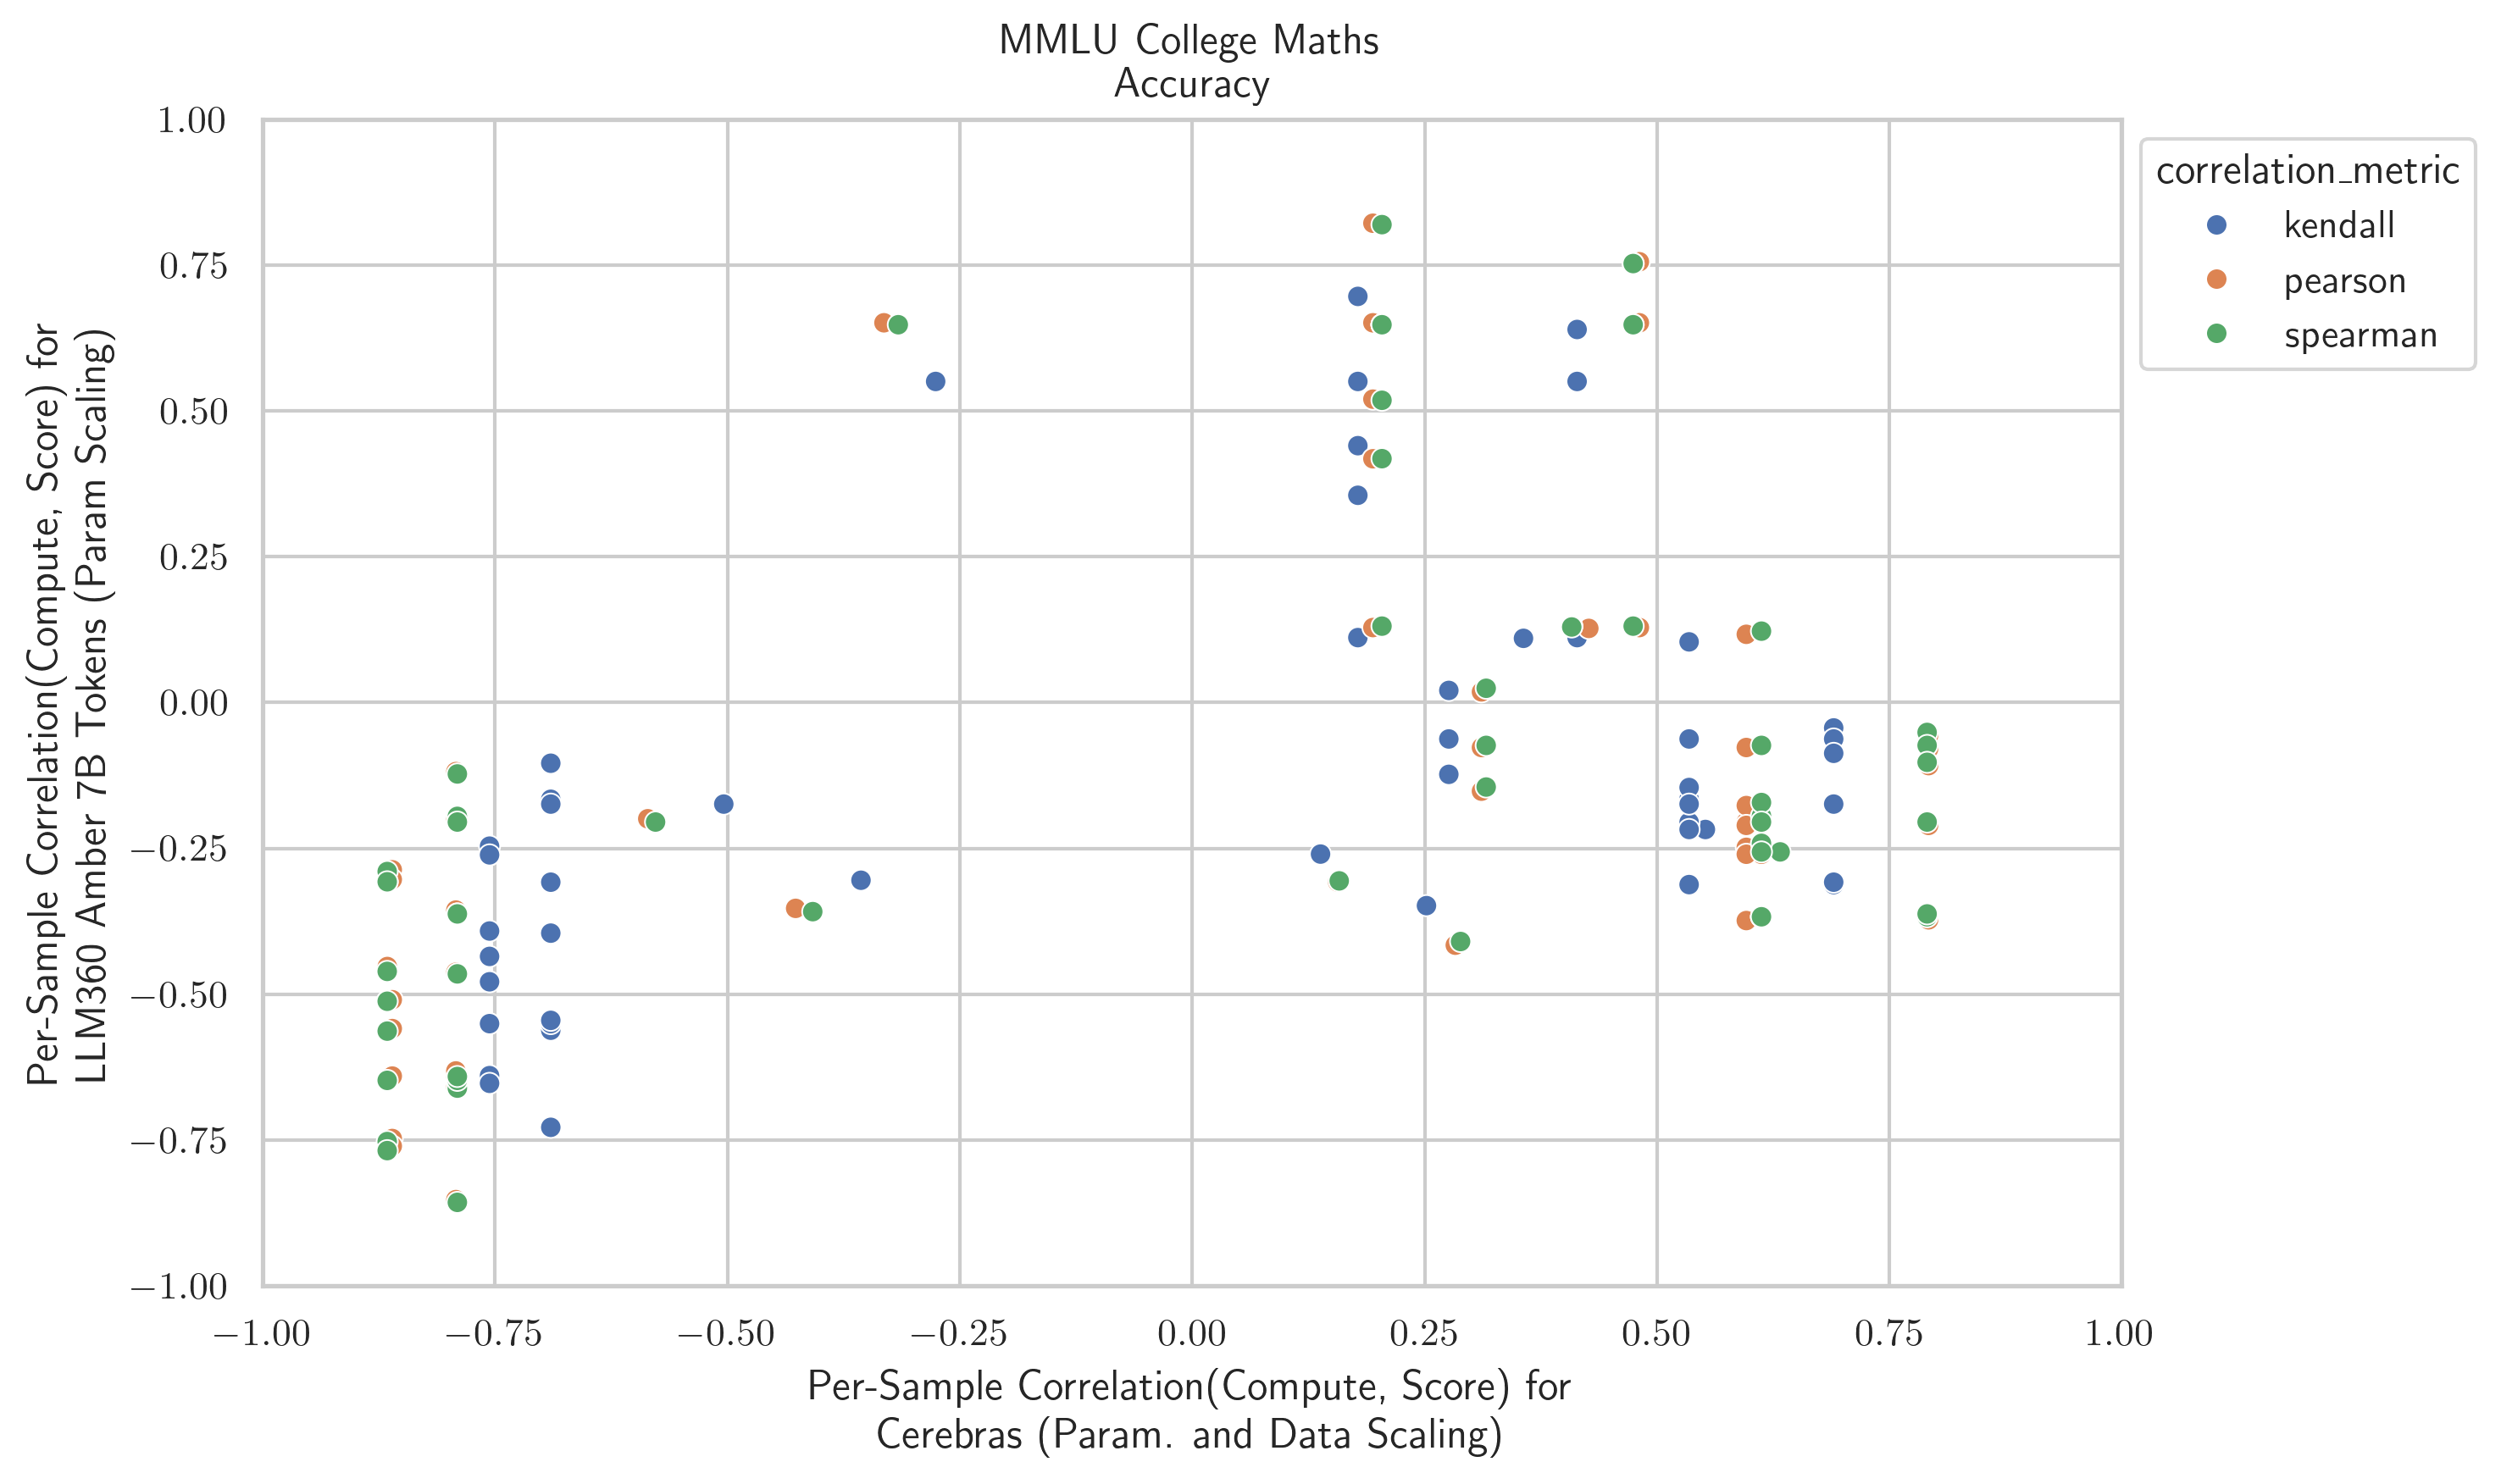 MMLU College Maths
Accuracy
1.00
0.75
0.50
0.25
0.00
−0.25
−0.50
−0.75
−1.00
Per-Sample Correlation(Compute, Score) for
LLM360 Amber 7B Tokens (Param Scaling)
−1.00 −0.75 −0.50 −0.25 0.00 0.25 0.50 0.75 1.00
Per-Sample Correlation(Compute, Score) for
Cerebras (Param. and Data Scaling)
correlation_metric
kendall
pearson
spearman